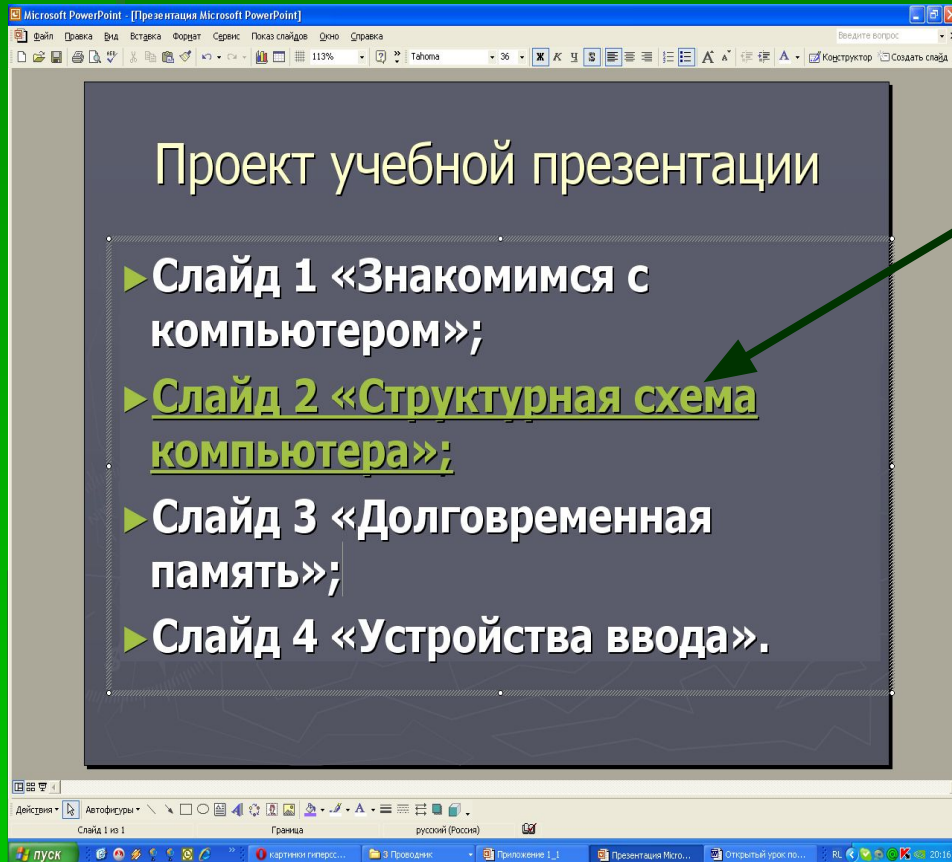 Microsoft PowerPoint - [Презентация Microsoft PowerPoint]
Файл Правка Вид Вставка Формат Сервис Показ слайдов Окно Справка Введите вопрос
113% Tahoma 36 Ж К Ч S Конструктор Создать слайд
Проект учебной презентации
Слайд 1 «Знакомимся с
компьютером»;
Слайд 2 «Структурная схема
компьютера»;
Слайд 3 «Долговременная
память»;
Слайд 4 «Устройства ввода».
Действия Автофигуры
Слайд 1 из 1 Граница русский (Россия)
пуск картинки гиперсс... 3 Проводник Приложение 1_1 Презентация Micro... Открытый урок по... RL